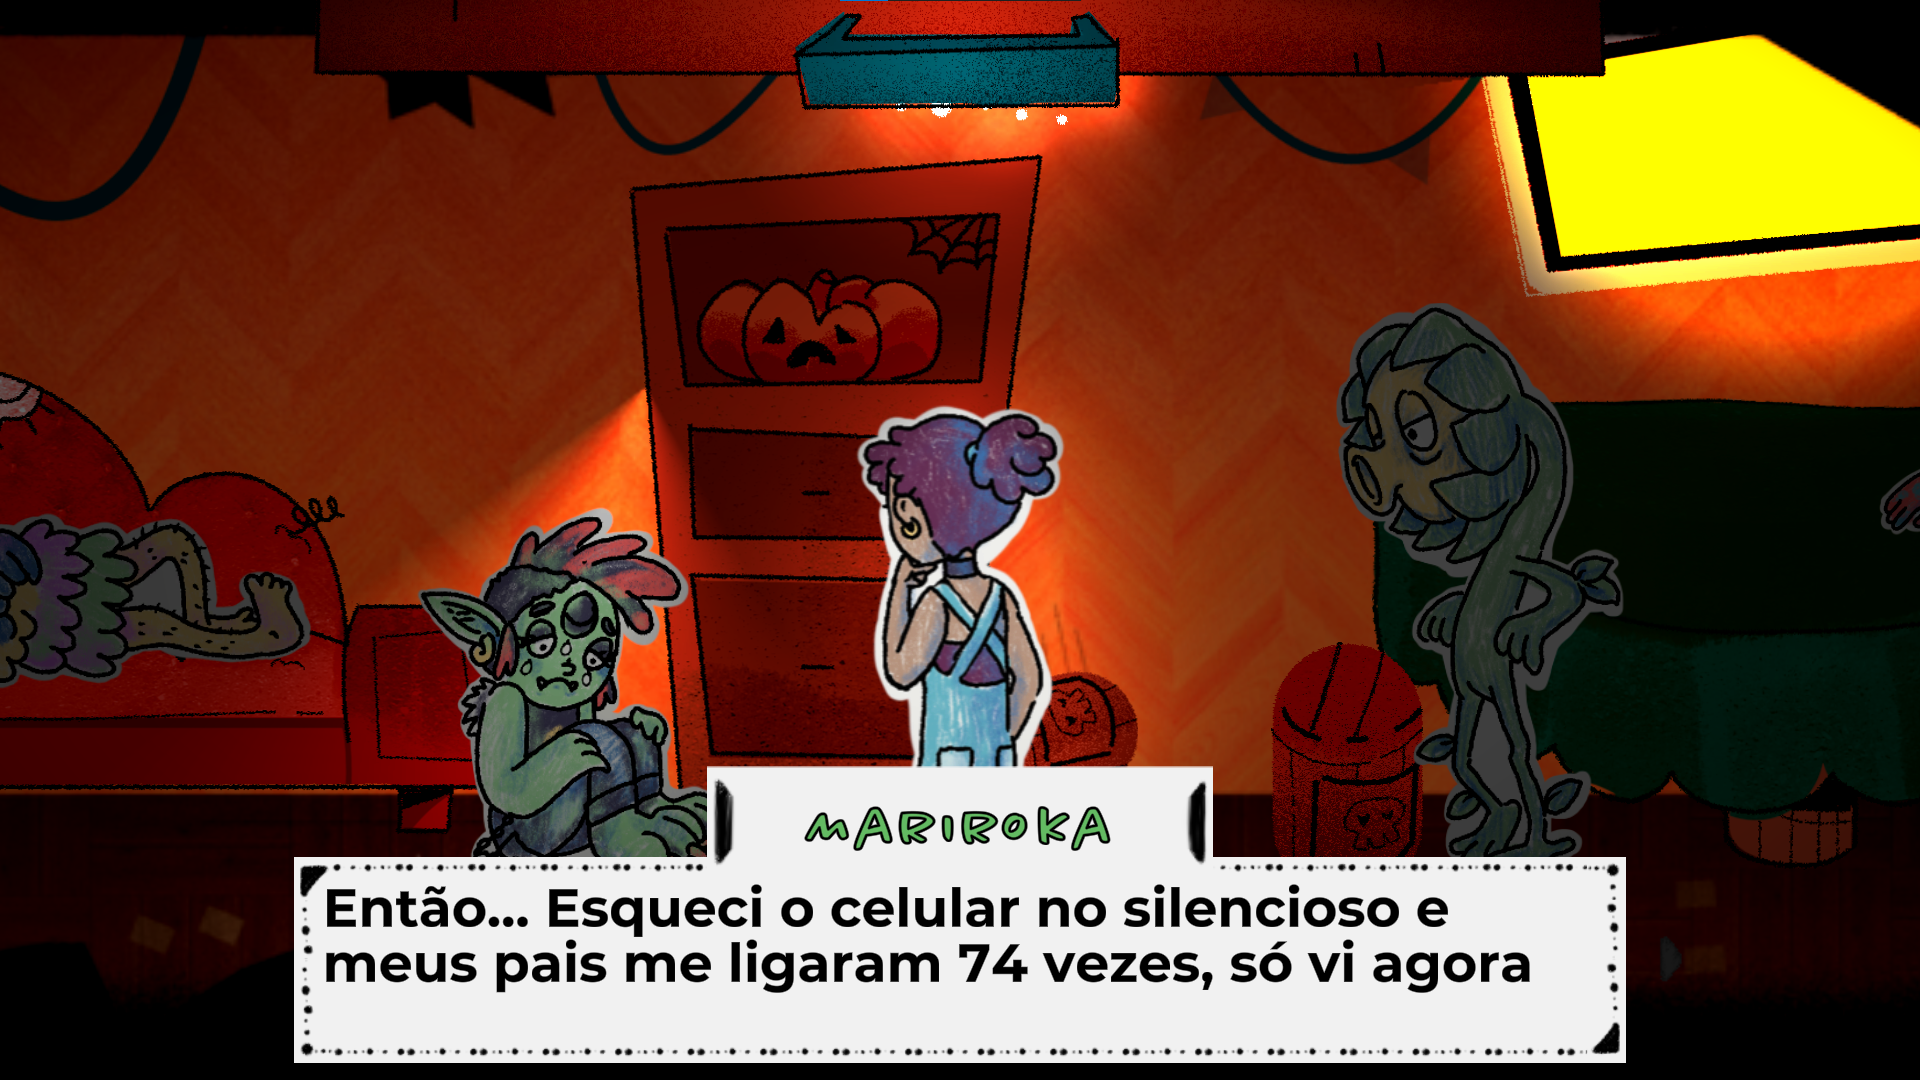 MARIROKA
Então... Esqueci o celular no silencioso e
meus pais me ligaram 74 vezes, só vi agora